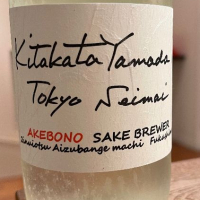 Kitakata Yamada
Tokyo Seimai
AKEBONO SAKE BREWER
Aizubange machi